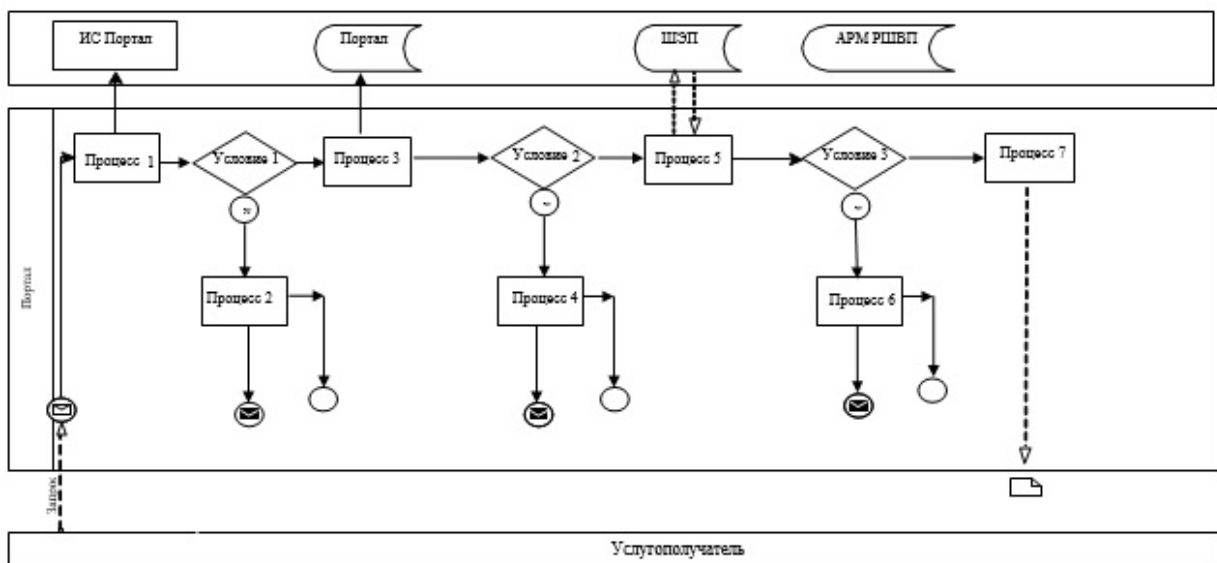 ИС Портал
Портал
ШЭП
АРМ РШВП
Процесс 1
Условие 1
Процесс 3
Условие 2
Процесс 5
Условие 3
Процесс 7
Процесс 2
Процесс 4
Процесс 6
Портал
Запрос
Услугополучатель